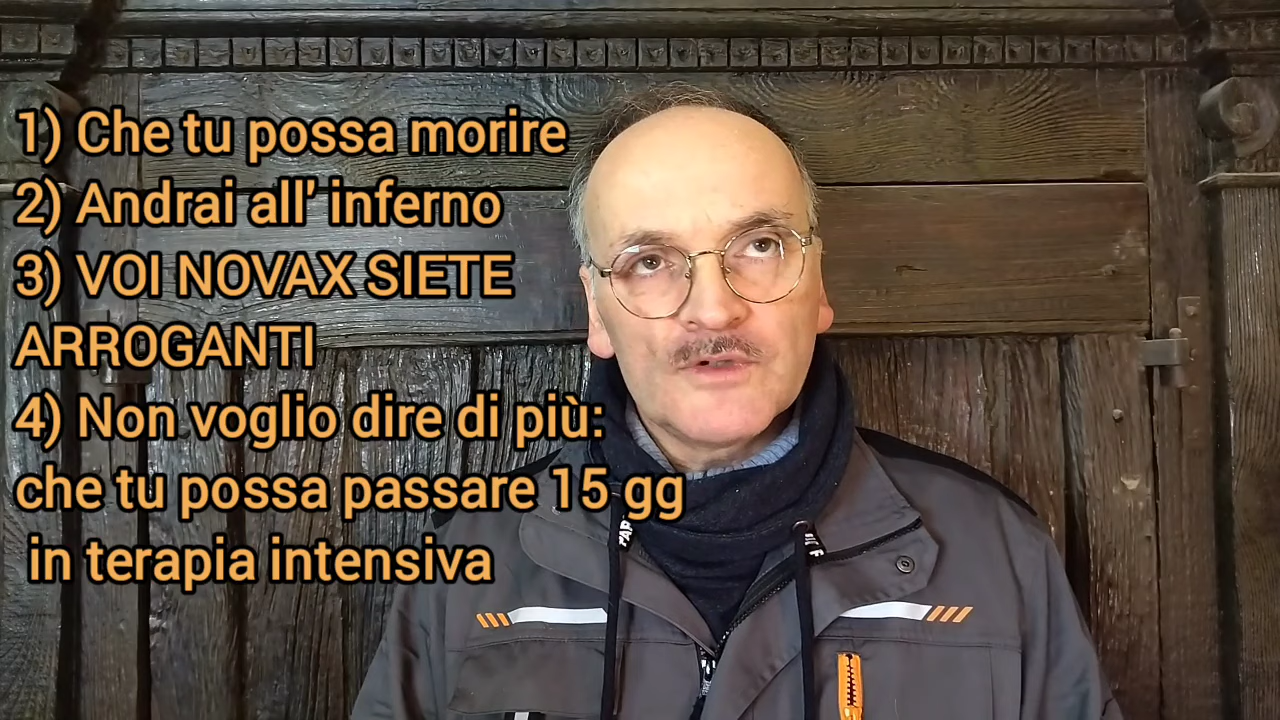 1) Che tu possa morire
2) Andrai all' inferno
3) VOI NOVAX SIETE
ARROGANTI
4) Non voglio dire di più:
che tu possa passare 15 gg
in terapia intensiva